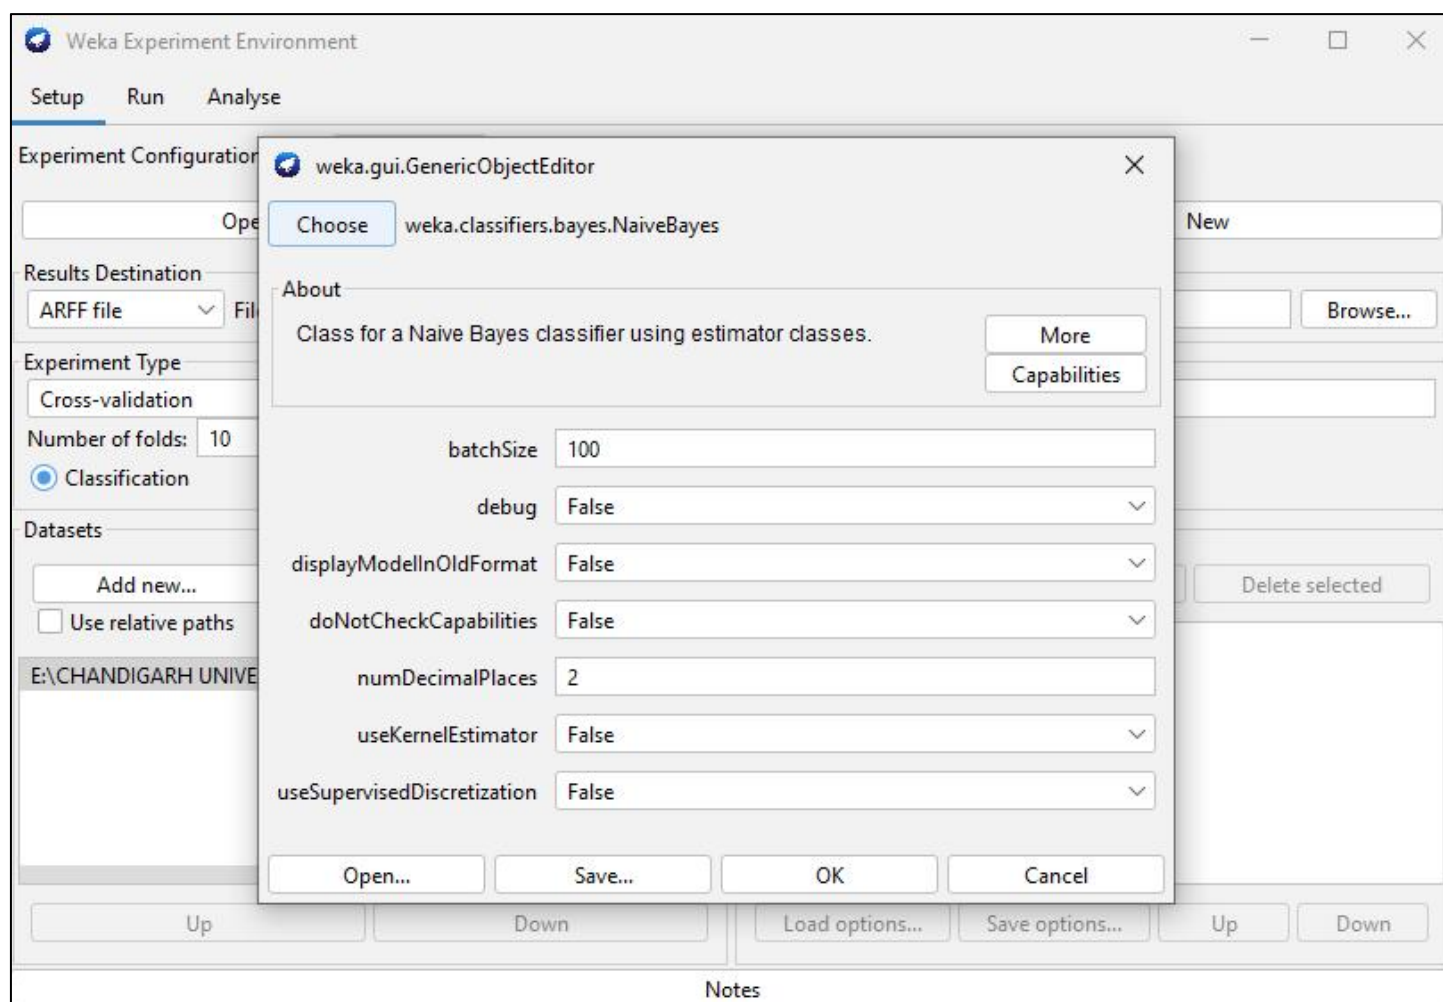 Weka Experiment Environment
Setup Run Analyse
Experiment Configuration
weka.gui.GenericObjectEditor
Choose weka.classifiers.bayes.NaiveBayes
New
Results Destination
ARFF file
Browse...
About
Class for a Naive Bayes classifier using estimator classes.
More
Capabilities
Experiment Type
Cross-validation
Number of folds: 10
Classification
batchSize 100
debug False
displayModelInOldFormat False
doNotCheckCapabilities False
numDecimalPlaces 2
useKernelEstimator False
useSupervisedDiscretization False
Open... Save... OK Cancel
Datasets
Add new...
Delete selected
Use relative paths
E:\CHANDIGARH UNIVE
Up Down
Load options... Save options... Up Down
Notes